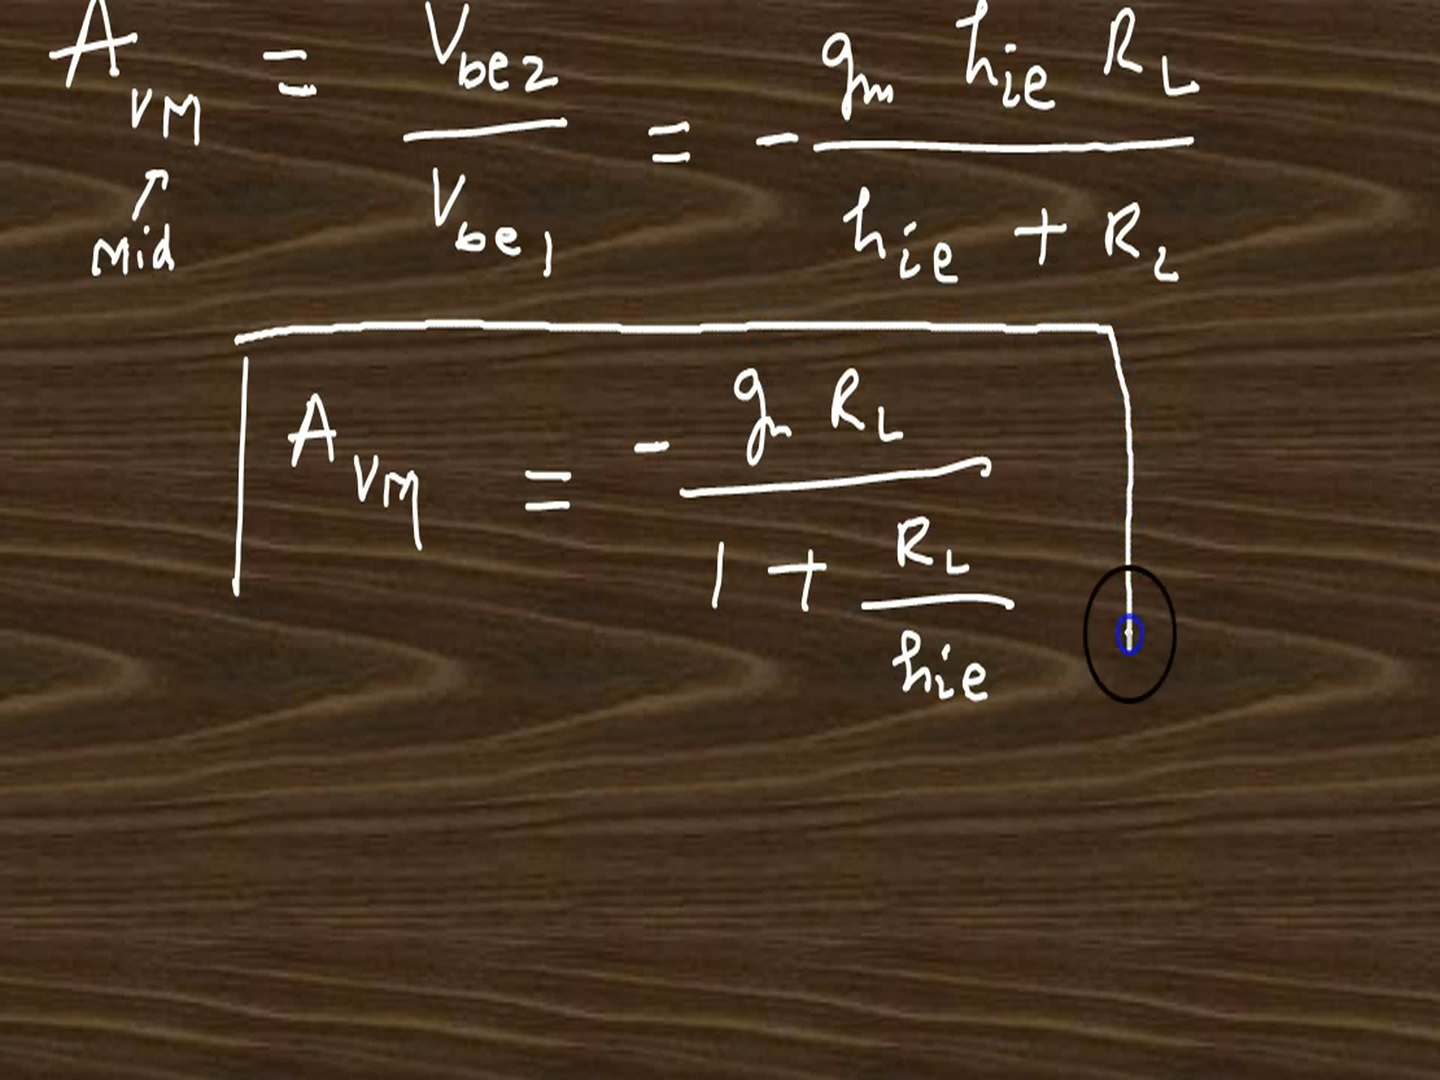 A_VM = V_be2 / V_be1 = - g_m h_ie R_L / h_ie + R_L
↑
Mid
A_VM = - g_m R_L / 1 + R_L / h_ie